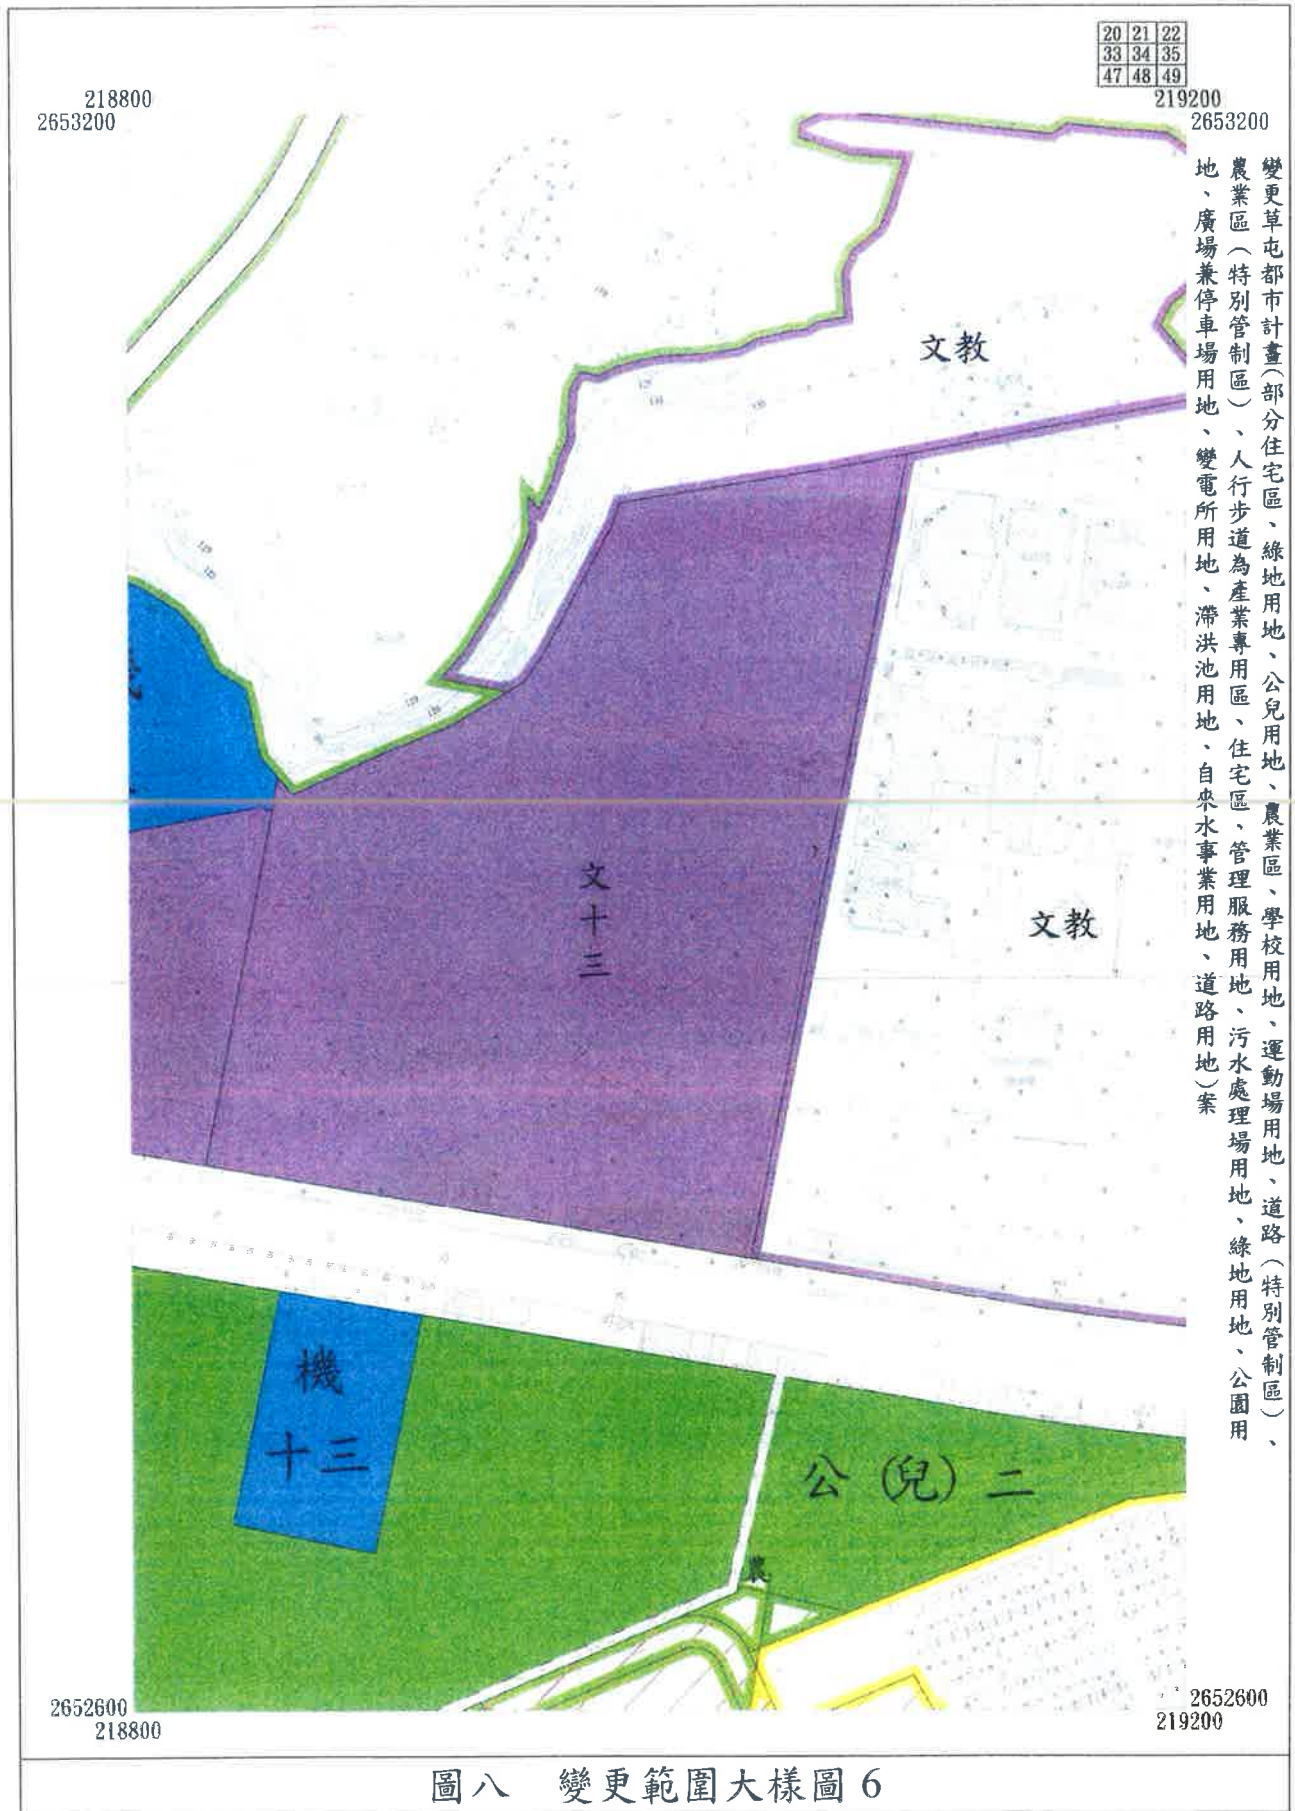 20 21 22
33 34 35
47 48 49
218800
2653200
219200
2653200
變更草屯都市計畫(部分住宅區、綠地用地、公兒用地、農業區、學校用地、運動場用地、道路(特別管制區)、
農業區(特別管制區)、人行步道為產業專用區、住宅區、管理服務用地、污水處理場用地、綠地用地、公園用
地、廣場兼停車場用地、變電所用地、滯洪池用地、自來水事業用地、道路用地)案
文教
文十三
文教
機
十三
公(兒)二
農
2652600
218800
2652600
219200
圖八 變更範圍大樣圖6